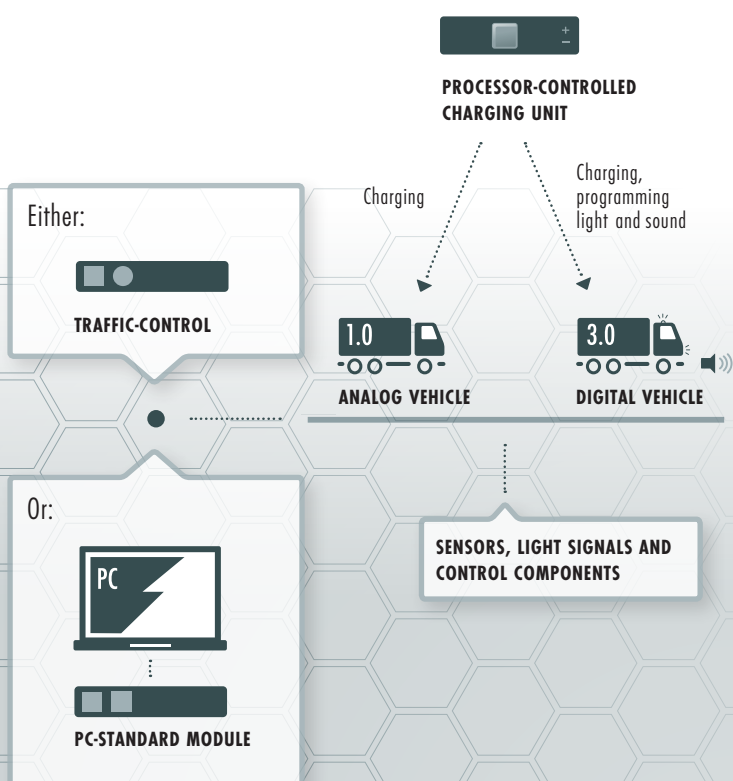 +
–
PROCESSOR-CONTROLLED
CHARGING UNIT
Charging
Charging,
programming
light and sound
Either:
TRAFFIC-CONTROL
1.0
ANALOG VEHICLE
3.0
DIGITAL VEHICLE
Or:
PC
PC-STANDARD MODULE
SENSORS, LIGHT SIGNALS AND
CONTROL COMPONENTS